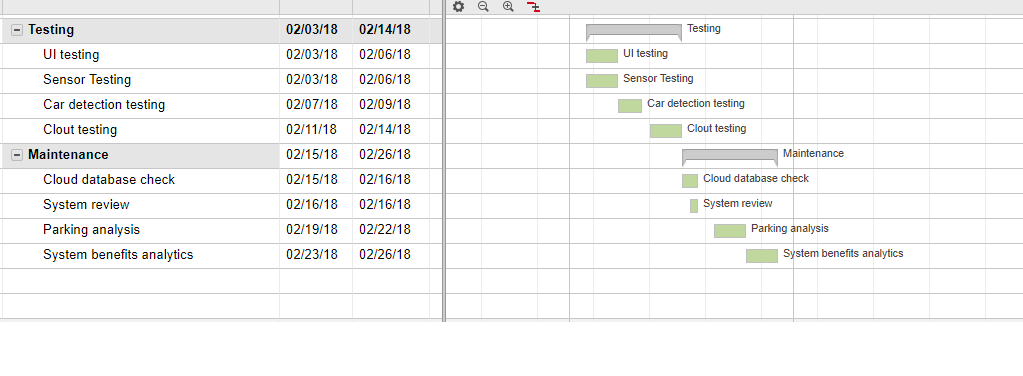 Testing 02/03/18 02/14/18 Testing
UI testing 02/03/18 02/06/18 UI testing
Sensor Testing 02/03/18 02/06/18 Sensor Testing
Car detection testing 02/07/18 02/09/18 Car detection testing
Clout testing 02/11/18 02/14/18 Clout testing
Maintenance 02/15/18 02/26/18 Maintenance
Cloud database check 02/15/18 02/16/18 Cloud database check
System review 02/16/18 02/16/18 System review
Parking analysis 02/19/18 02/22/18 Parking analysis
System benefits analytics 02/23/18 02/26/18 System benefits analytics